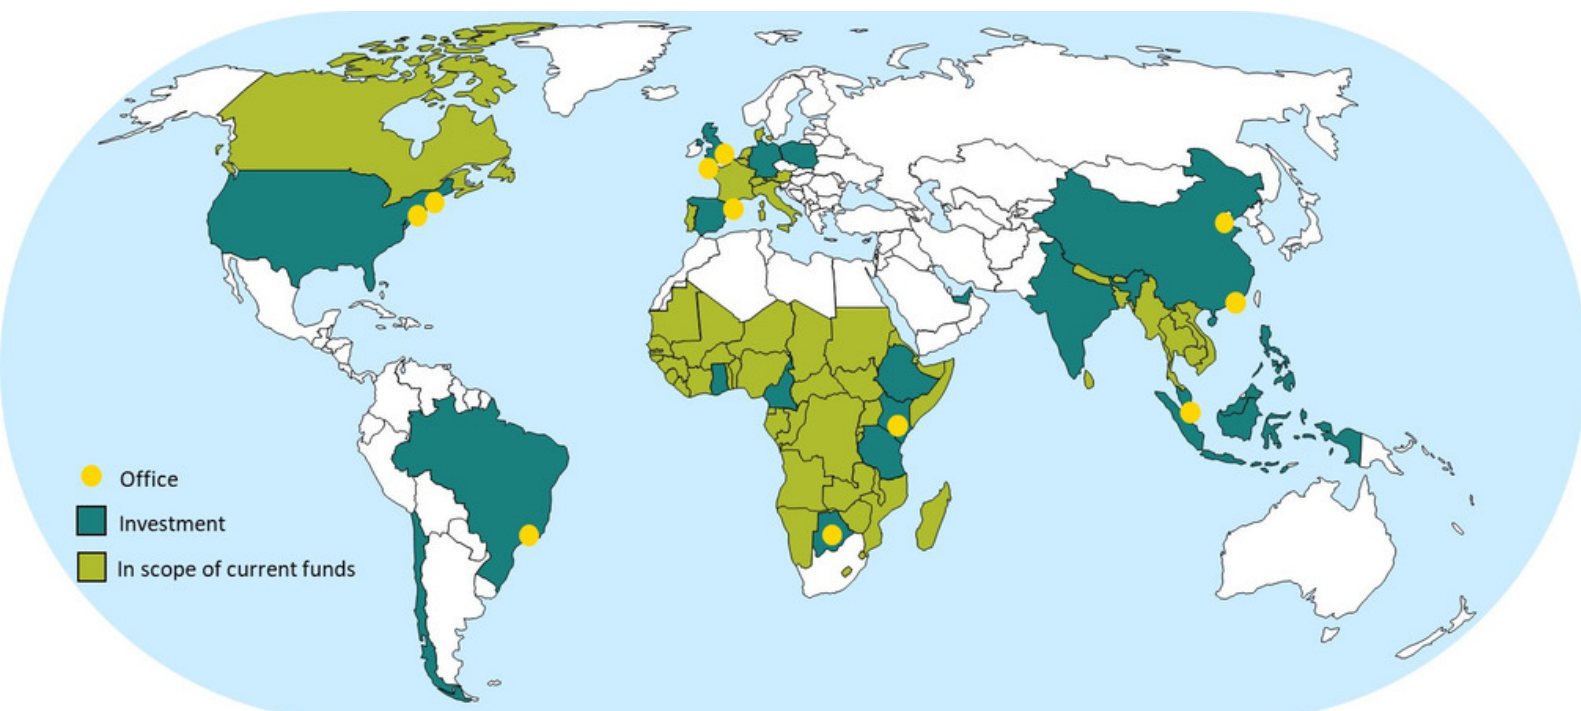 Office
Investment
In scope of current funds